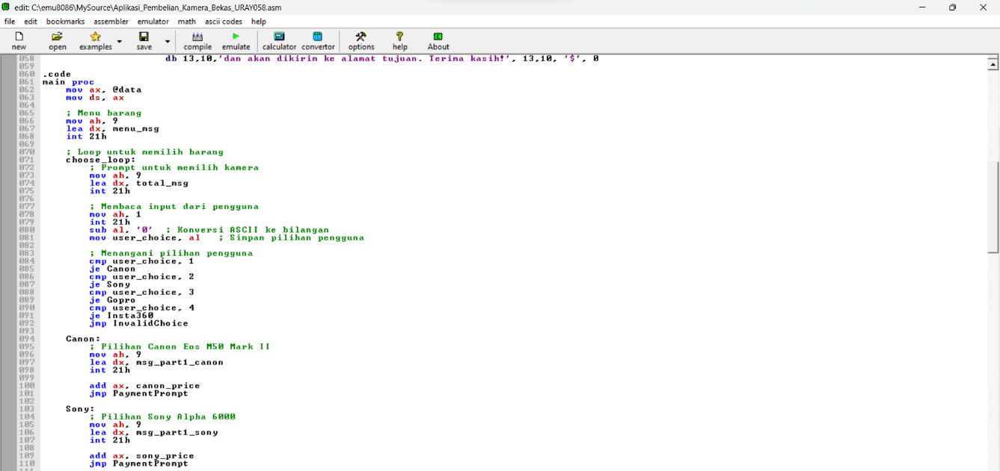 edit: C:\emu8086\MySource\Aplikasi_Pembelian_Kamera_Bekas_URAY058.asm
file edit bookmarks assembler emulator math ascii codes help
new open examples save compile emulate calculator convertor options help About
058 db 13,10,'dan akan dikirim ke alamat tujuan. Terima kasih!', 13,10, '$', 0
059
060 .code
061 main proc
062 mov ax, @data
063 mov ds, ax
064
065 ; Menu barang
066 mov ah, 9
067 lea dx, menu_msg
068 int 21h
069
070 ; Loop untuk memilih barang
071 choose_loop:
072 ; Prompt untuk memilih kamera
073 mov ah, 9
074 lea dx, total_msg
075 int 21h
076
077 ; Membaca input dari pengguna
078 mov ah, 1
079 int 21h
080 sub al, '0' ; Konversi ASCII ke bilangan
081 mov user_choice, al ; Simpan pilihan pengguna
082
083 ; Menangani pilihan pengguna
084 cmp user_choice, 1
085 je Canon
086 cmp user_choice, 2
087 je Sony
088 cmp user_choice, 3
089 je Gopro
090 cmp user_choice, 4
091 je Insta360
092 jmp InvalidChoice
093
094 Canon:
095 ; Pilihan Canon Eos M50 Mark II
096 mov ah, 9
097 lea dx, msg_part1_canon
098 int 21h
099
100 add ax, canon_price
101 jmp PaymentPrompt
102
103 Sony:
104 ; Pilihan Sony Alpha 6000
105 mov ah, 9
106 lea dx, msg_part1_sony
107 int 21h
108
109 add ax, sony_price
110 jmp PaymentPrompt
111